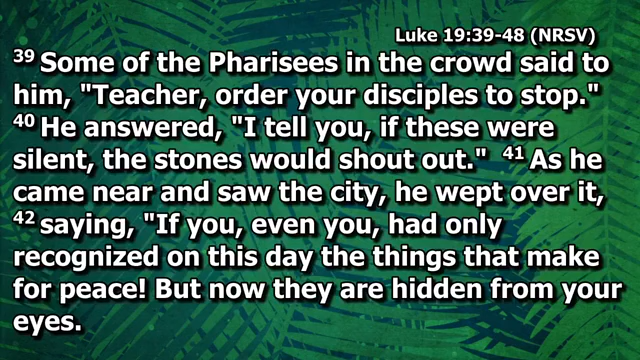 Luke 19:39-48 (NRSV)
39 Some of the Pharisees in the crowd said to
him, "Teacher, order your disciples to stop."
40 He answered, "I tell you, if these were
silent, the stones would shout out." 41 As he
came near and saw the city, he wept over it,
42 saying, "If you, even you, had only
recognized on this day the things that make
for peace! But now they are hidden from your
eyes.